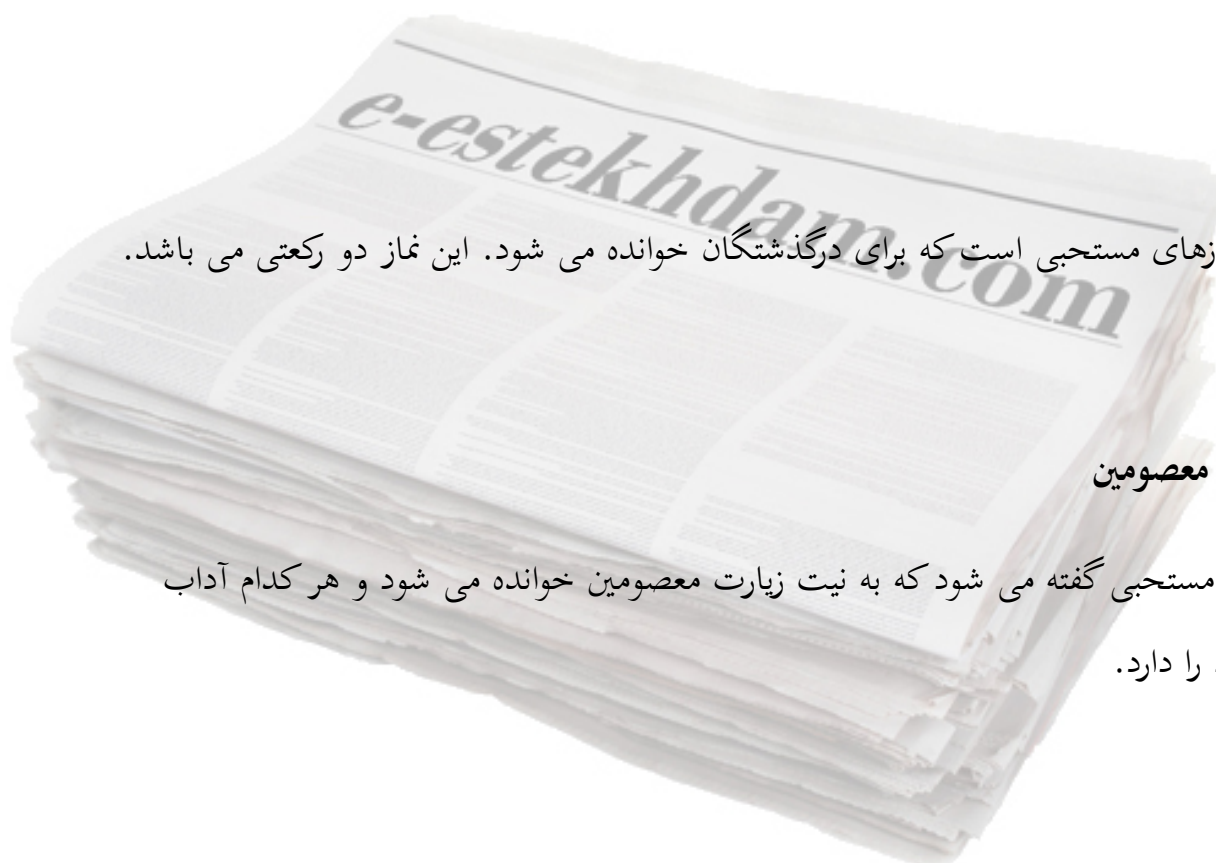 e-estekhdam.com
زهای مستحبی است که برای درگذشتگان خوانده می شود. این نماز دو رکعتی می باشد.
معصومین
مستحبی گفته می شود که به نیت زیارت معصومین خوانده می شود و هر کدام آداب
را دارد.